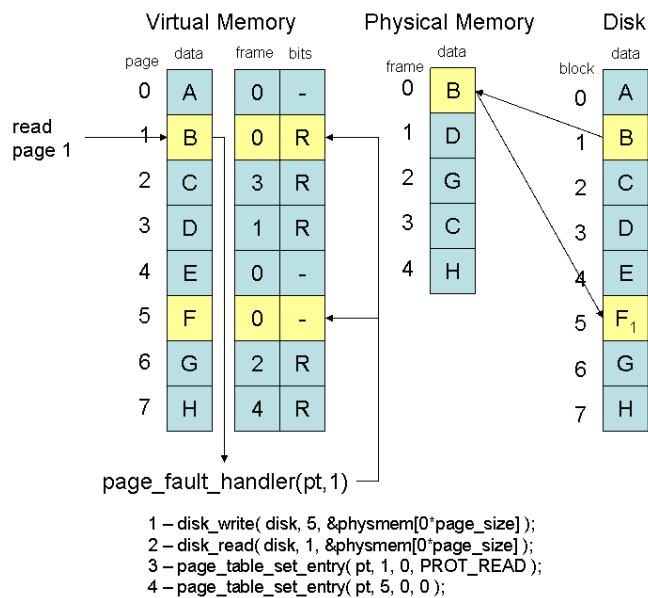 Virtual Memory Physical Memory Disk
page data frame bits frame data block data
0 A 0 - 0 B 0 A
read page 1
1 B 0 R 1 D 1 B
2 C 3 R 2 G 2 C
3 D 1 R 3 C 3 D
4 E 0 - 4 H 4 E
5 F 0 - 5 F1
6 G 2 R 6 G
7 H 4 R 7 H
page_fault_handler(pt,1)
1 – disk_write( disk, 5, &physmem[0*page_size] );
2 – disk_read( disk, 1, &physmem[0*page_size] );
3 – page_table_set_entry( pt, 1, 0, PROT_READ );
4 – page_table_set_entry( pt, 5, 0, 0 );